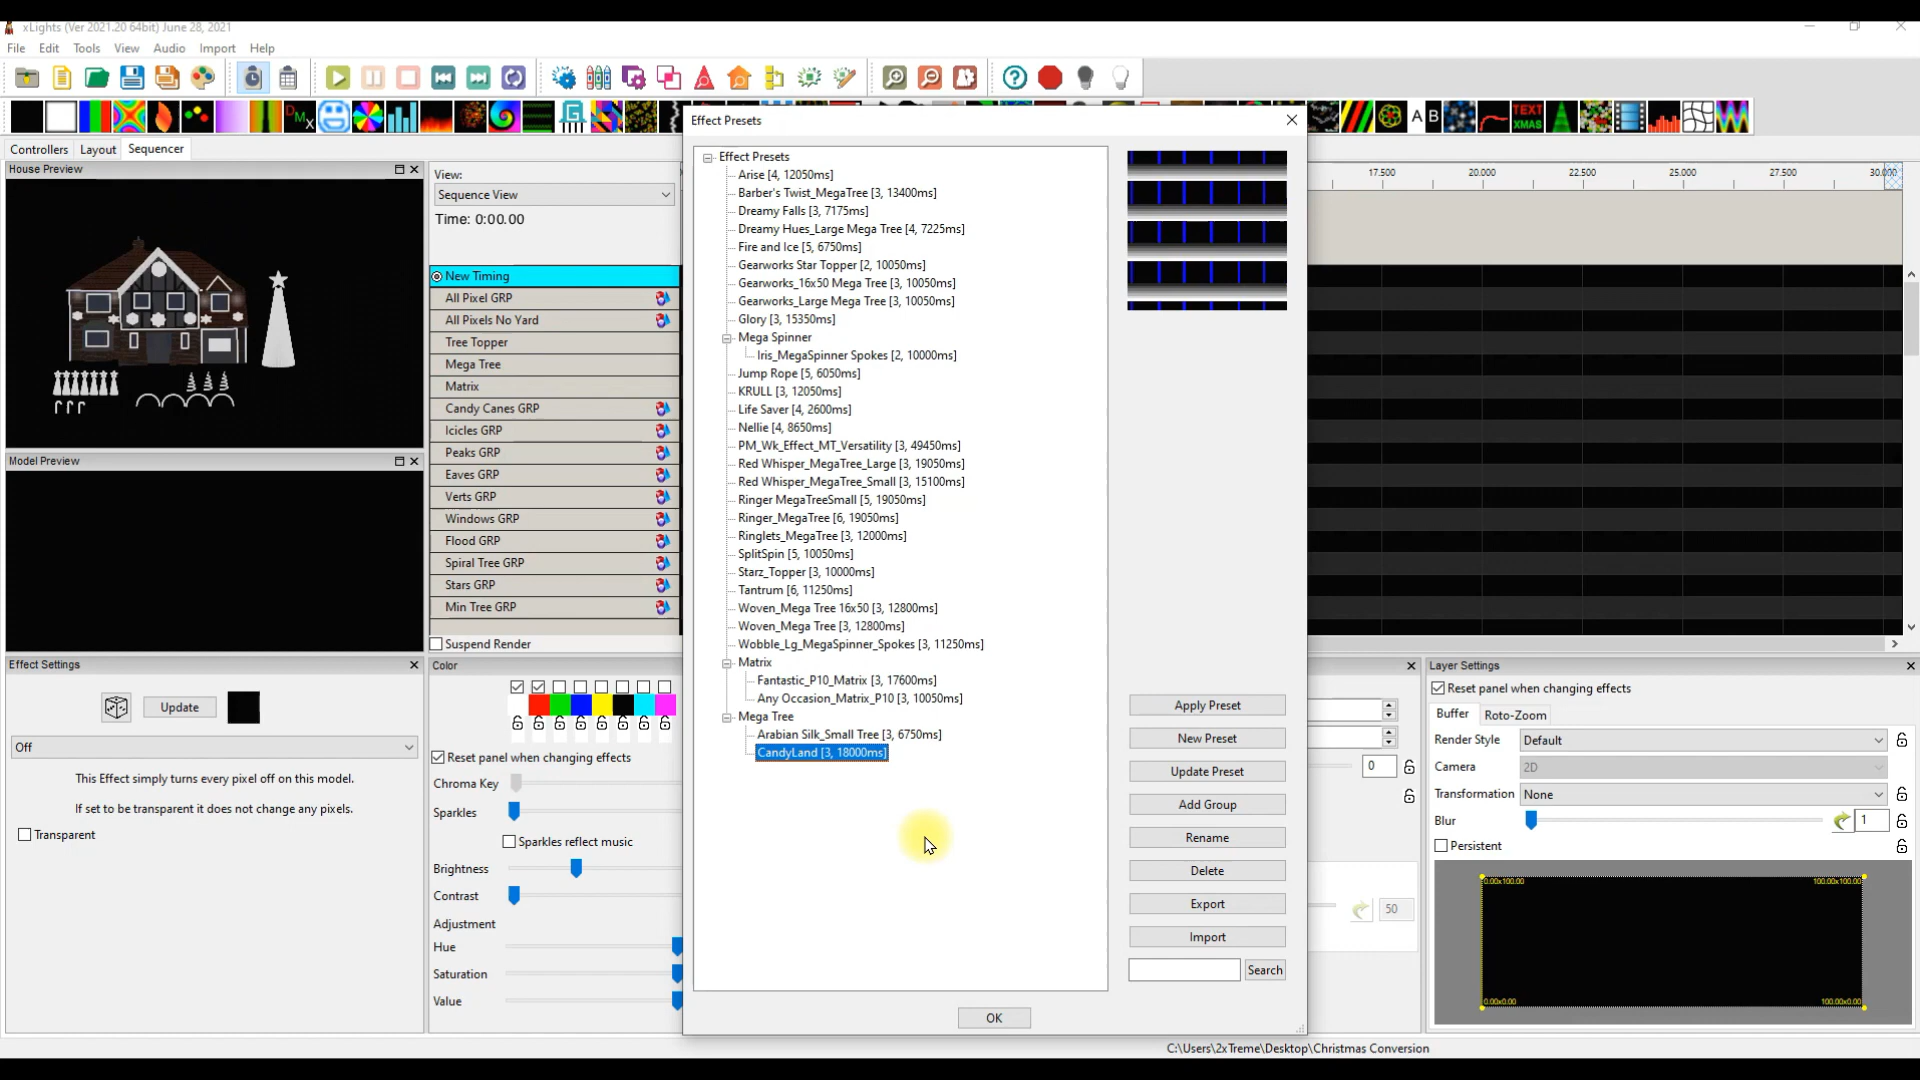 xLights (Ver 2021.20 64bit) June 28, 2021
File Edit Tools View Audio Import Help
DMX
A B
TEXT XMAS
Controllers Layout Sequencer
House Preview
Model Preview
Effect Settings
Update
Off
This Effect simply turns every pixel off on this model.
If set to be transparent it does not change any pixels.
Transparent
View:
Sequence View
Time: 0:00.00
New Timing
All Pixel GRP
All Pixels No Yard
Tree Topper
Mega Tree
Matrix
Candy Canes GRP
Icicles GRP
Peaks GRP
Eaves GRP
Verts GRP
Windows GRP
Flood GRP
Spiral Tree GRP
Stars GRP
Min Tree GRP
Suspend Render
Color
Reset panel when changing effects
Chroma Key
Sparkles
Sparkles reflect music
Brightness
Contrast
Adjustment
Hue
Saturation
Value
Effect Presets
Effect Presets
Arise [4, 12050ms]
Barber's Twist_MegaTree [3, 13400ms]
Dreamy Falls [3, 7175ms]
Dreamy Hues_Large Mega Tree [4, 7225ms]
Fire and Ice [5, 6750ms]
Gearworks Star Topper [2, 10050ms]
Gearworks_16x50 Mega Tree [3, 10050ms]
Gearworks_Large Mega Tree [3, 10050ms]
Glory [3, 15350ms]
Mega Spinner
Iris_MegaSpinner Spokes [2, 10000ms]
Jump Rope [5, 6050ms]
KRULL [3, 12050ms]
Life Saver [4, 2600ms]
Nellie [4, 8650ms]
PM_Wk_Effect_MT_Versatility [3, 49450ms]
Red Whisper_MegaTree_Large [3, 19050ms]
Red Whisper_MegaTree_Small [3, 15100ms]
Ringer MegaTreeSmall [5, 19050ms]
Ringer_MegaTree [6, 19050ms]
Ringlets_MegaTree [3, 12000ms]
SplitSpin [5, 10050ms]
Starz_Topper [3, 10000ms]
Tantrum [6, 11250ms]
Woven_Mega Tree 16x50 [3, 12800ms]
Woven_Mega Tree [3, 12800ms]
Wobble_Lg_MegaSpinner_Spokes [3, 11250ms]
Matrix
Fantastic_P10_Matrix [3, 17600ms]
Any Occasion_Matrix_P10 [3, 10050ms]
Mega Tree
Arabian Silk_Small Tree [3, 6750ms]
CandyLand [3, 18000ms]
Apply Preset
New Preset
Update Preset
Add Group
Rename
Delete
Export
Import
Search
OK
17.500 20.000 22.500 25.000 27.500 30.000
0
50
Layer Settings
Reset panel when changing effects
Buffer Roto-Zoom
Render Style Default
Camera 2D
Transformation None
Blur 1
Persistent
0.00x100.00 100.00x100.00
0.00x0.00 100.00x0.00
C:\Users\2xTreme\Desktop\Christmas Conversion